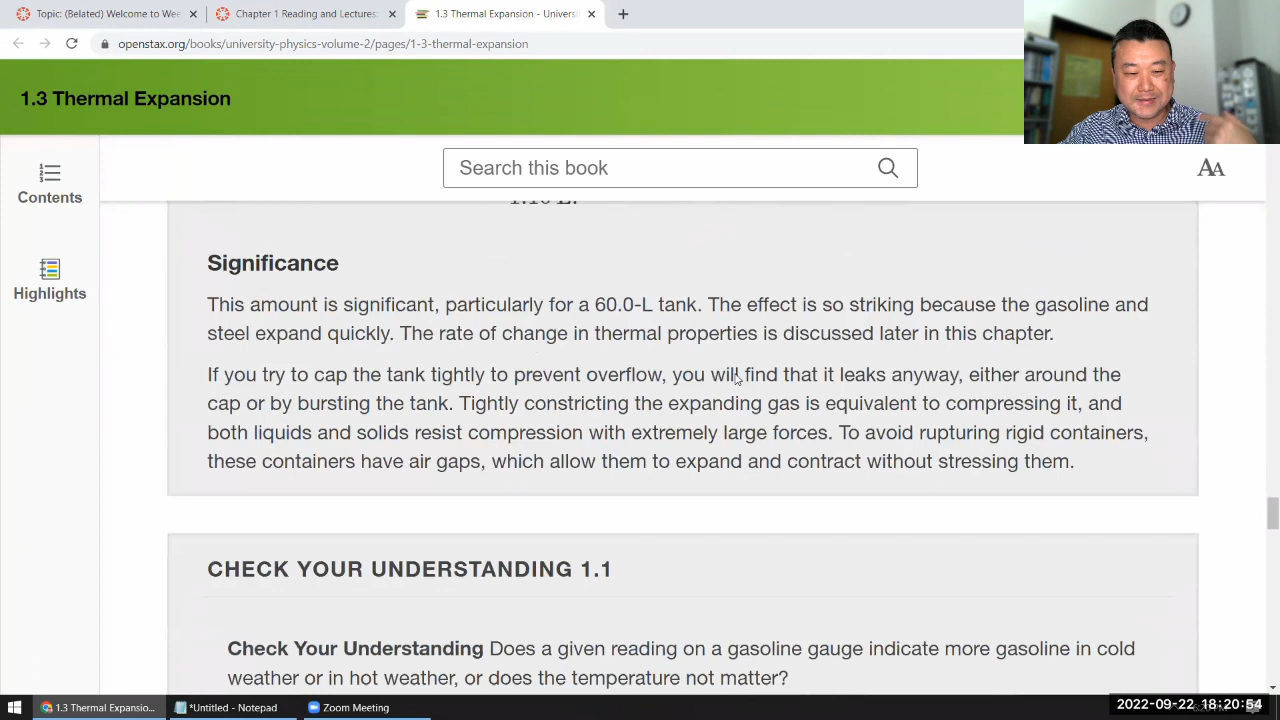 Topic: (Belated) Welcome to Wee
Chapter 1 Reading and Lectures:
1.3 Thermal Expansion - Universi
openstax.org/books/university-physics-volume-2/pages/1-3-thermal-expansion
1.3 Thermal Expansion
Search this book
AA
Contents
Highlights
Significance
This amount is significant, particularly for a 60.0-L tank. The effect is so striking because the gasoline and
steel expand quickly. The rate of change in thermal properties is discussed later in this chapter.
If you try to cap the tank tightly to prevent overflow, you will find that it leaks anyway, either around the
cap or by bursting the tank. Tightly constricting the expanding gas is equivalent to compressing it, and
both liquids and solids resist compression with extremely large forces. To avoid rupturing rigid containers,
these containers have air gaps, which allow them to expand and contract without stressing them.
CHECK YOUR UNDERSTANDING 1.1
Check Your Understanding Does a given reading on a gasoline gauge indicate more gasoline in cold
weather or in hot weather, or does the temperature not matter?
1.3 Thermal Expansio...
*Untitled - Notepad
Zoom Meeting
2022-09-22 18:20:54